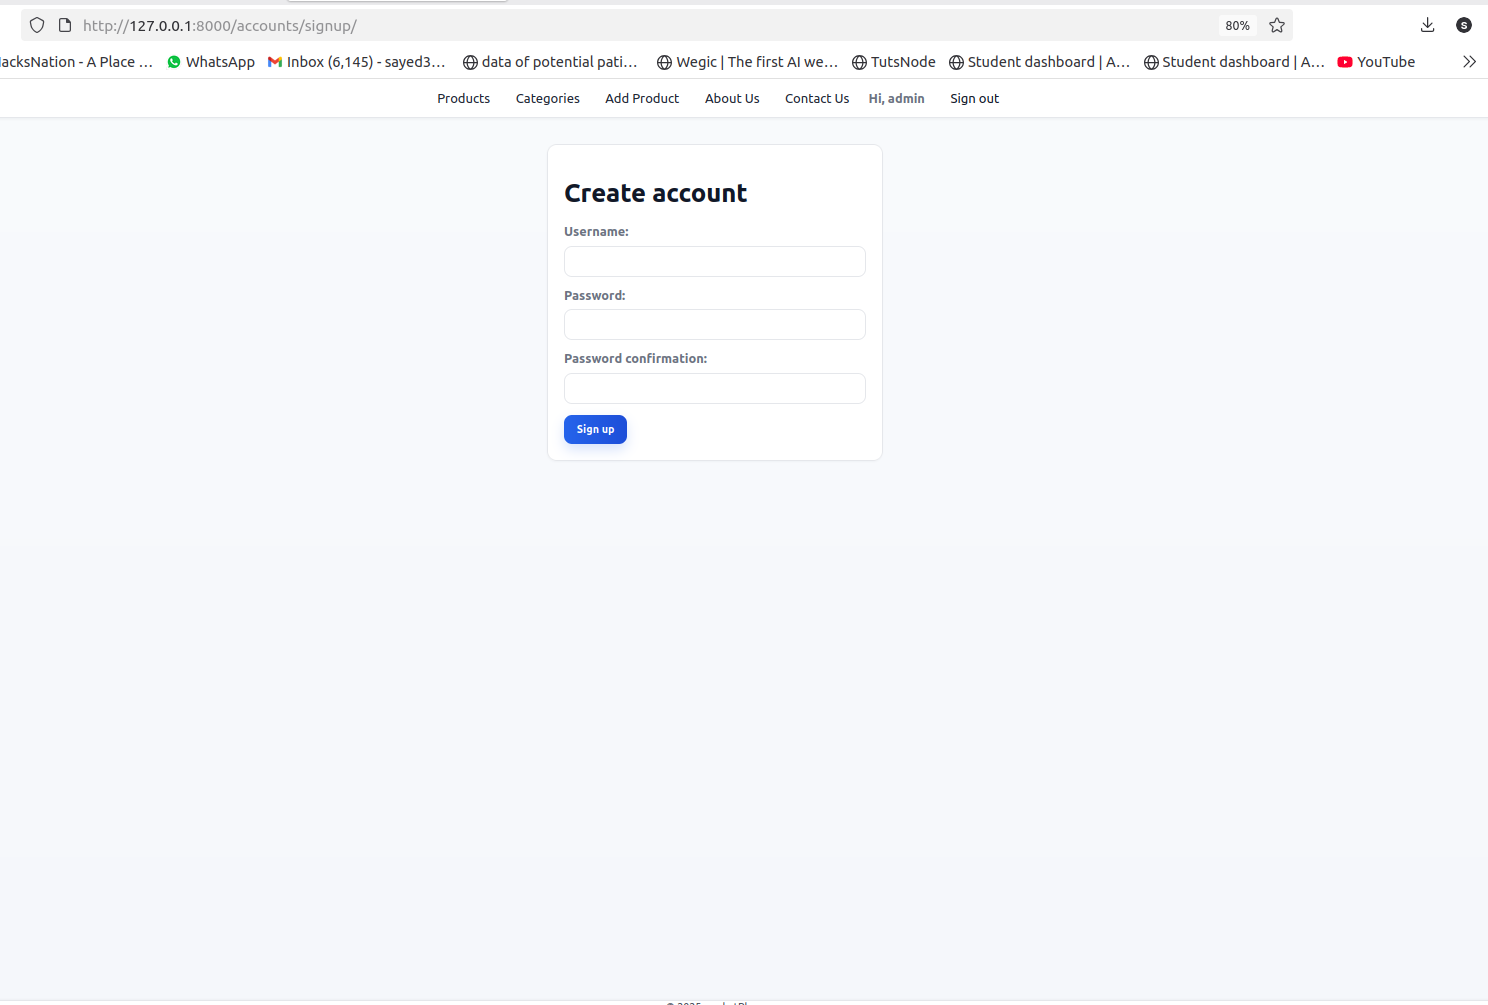 http://127.0.0.1:8000/accounts/signup/
80%
S
HacksNation - A Place ...
WhatsApp
Inbox (6,145) - sayed3...
data of potential pati...
Wegic | The first AI we...
TutsNode
Student dashboard | A...
Student dashboard | A...
YouTube
Products Categories Add Product About Us Contact Us Hi, admin Sign out
Create account
Username:
Password:
Password confirmation:
Sign up